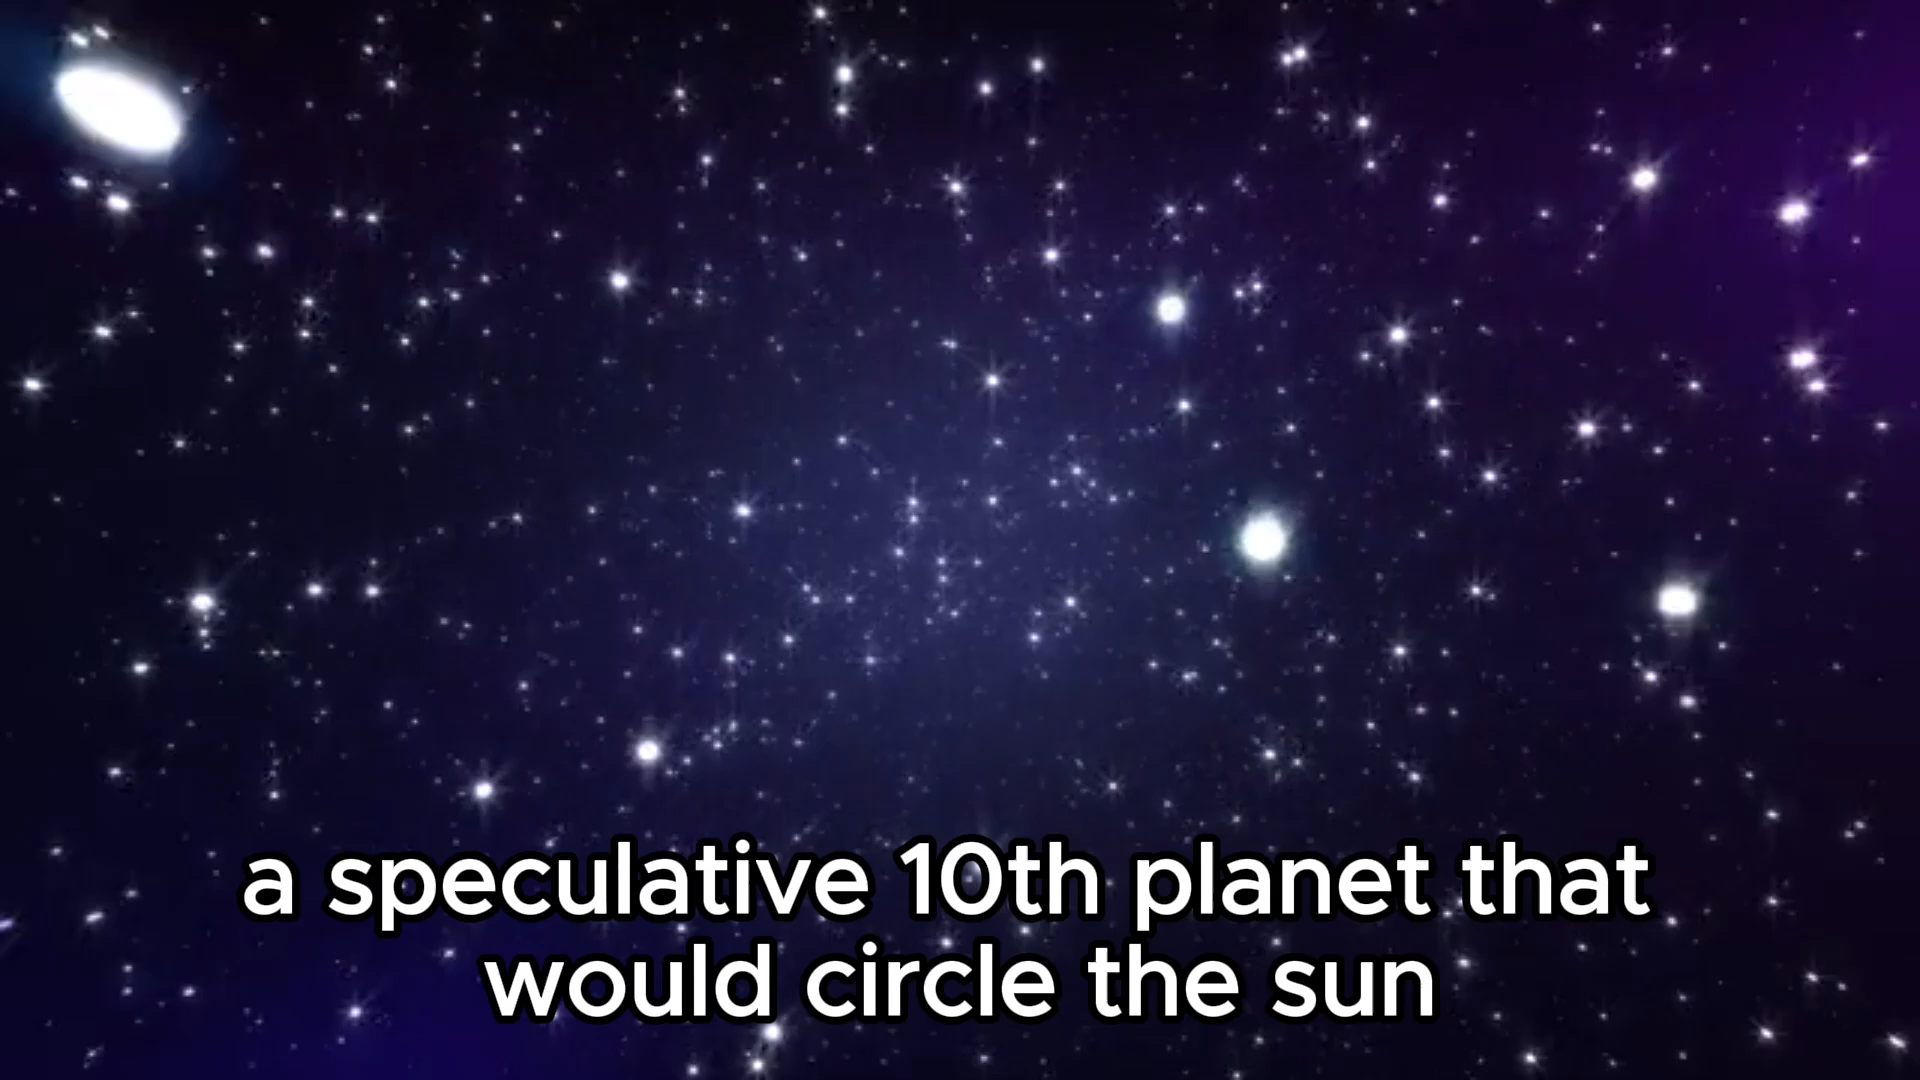 a speculative 10th planet that
would circle the sun